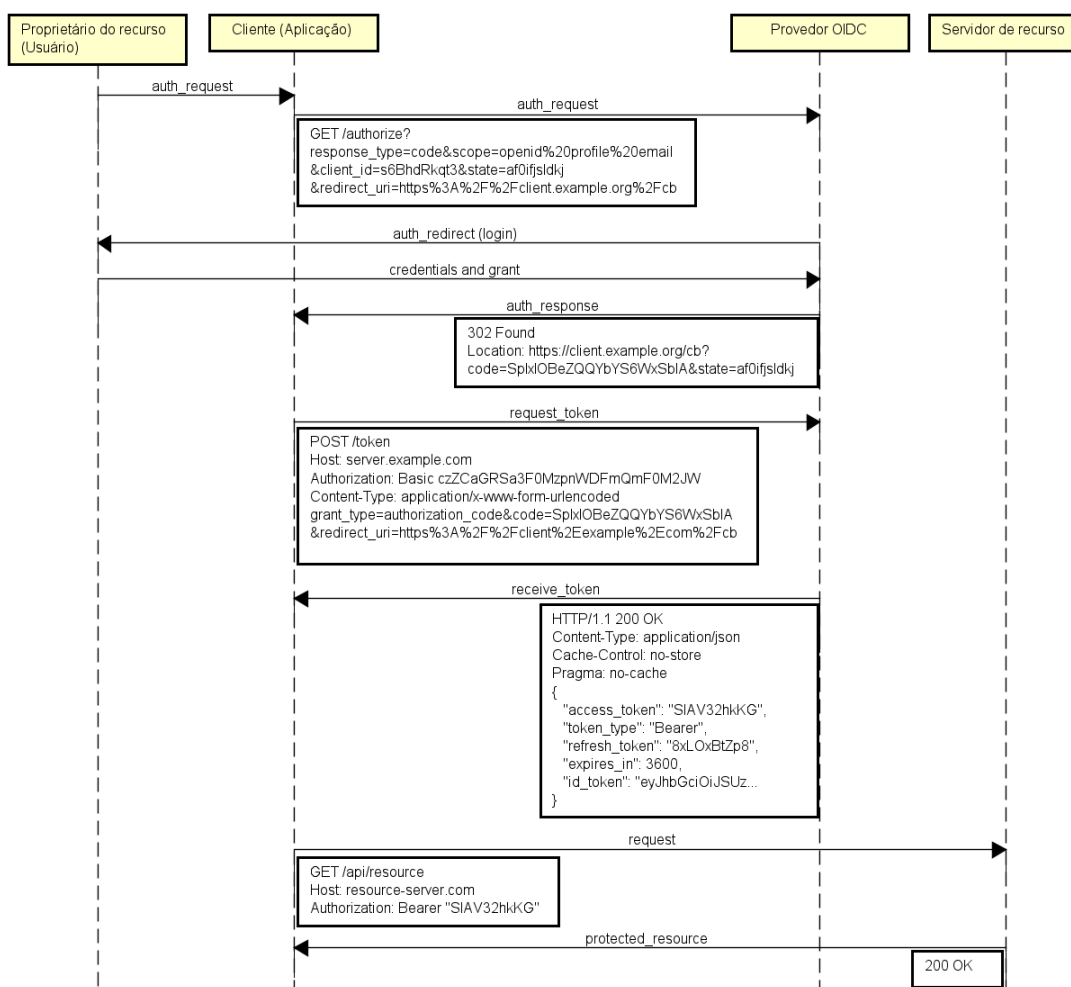 Proprietário do recurso
(Usuário)
Cliente (Aplicação)
Provedor OIDC
Servidor de recurso
auth_request
auth_request
GET /authorize?
response_type=code&scope=openid%20profile%20email
&client_id=s6BhdRkqt3&state=af0ifjsldkj
&redirect_uri=https%3A%2F%2Fclient.example.org%2Fcb
auth_redirect (login)
credentials and grant
auth_response
302 Found
Location: https://client.example.org/cb?
code=SplxlOBeZQQYbYS6WxSbIA&state=af0ifjsldkj
request_token
POST /token
Host: server.example.com
Authorization: Basic czZCaGRSa3F0MzpnWDFmQmF0M2JW
Content-Type: application/x-www-form-urlencoded
grant_type=authorization_code&code=SplxlOBeZQQYbYS6WxSbIA
&redirect_uri=https%3A%2F%2Fclient%2Eexample%2Ecom%2Fcb
receive_token
HTTP/1.1 200 OK
Content-Type: application/json
Cache-Control: no-store
Pragma: no-cache
{
"access_token": "SlAV32hkKG",
"token_type": "Bearer",
"refresh_token": "8xLOxBtZp8",
"expires_in": 3600,
"id_token": "eyJhbGciOiJSUz...
}
request
GET /api/resource
Host: resource-server.com
Authorization: Bearer "SlAV32hkKG"
protected_resource
200 OK